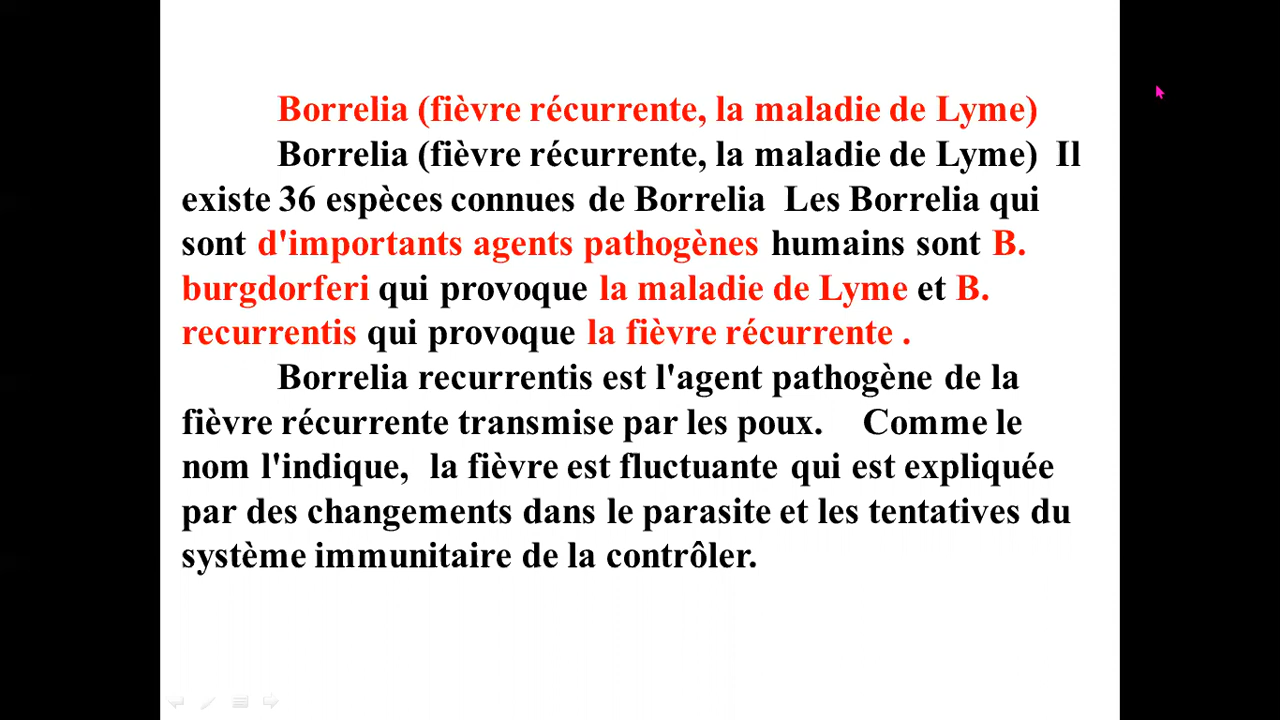 Borrelia (fièvre récurrente, la maladie de Lyme)
Borrelia (fièvre récurrente, la maladie de Lyme) Il
existe 36 espèces connues de Borrelia Les Borrelia qui
sont d'importants agents pathogènes humains sont B.
burgdorferi qui provoque la maladie de Lyme et B.
recurrentis qui provoque la fièvre récurrente .
Borrelia recurrentis est l'agent pathogène de la
fièvre récurrente transmise par les poux. Comme le
nom l'indique, la fièvre est fluctuante qui est expliquée
par des changements dans le parasite et les tentatives du
système immunitaire de la contrôler.